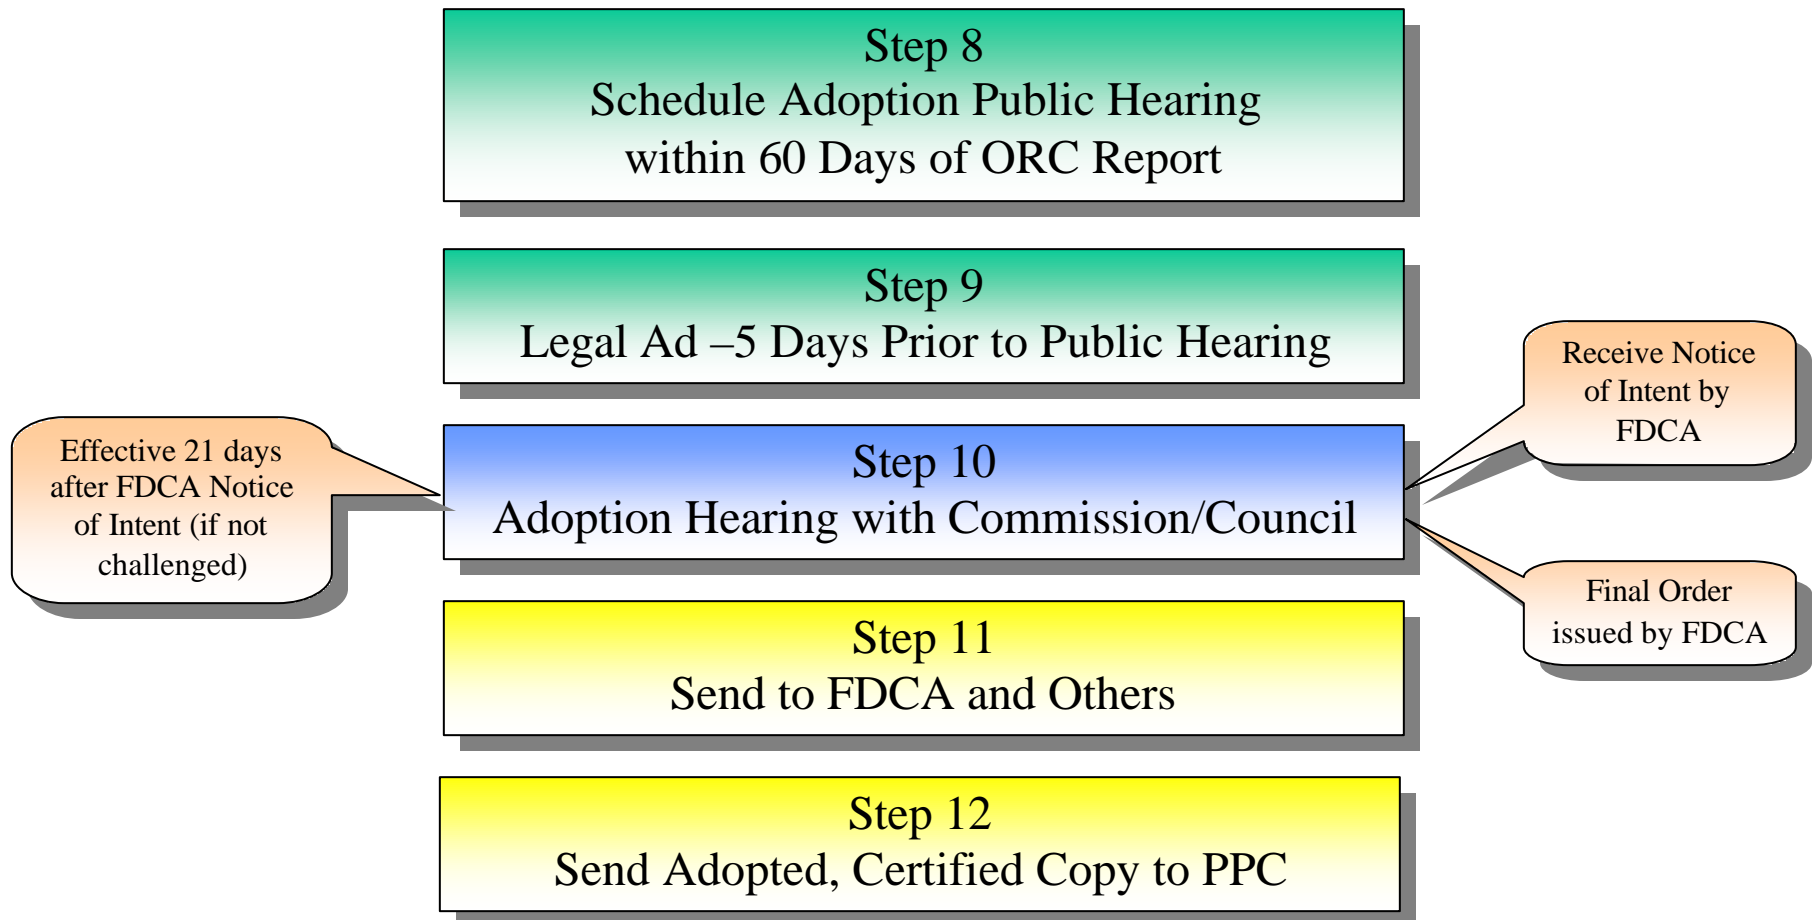 Step 8
Schedule Adoption Public Hearing
within 60 Days of ORC Report
Step 9
Legal Ad –5 Days Prior to Public Hearing
Receive Notice
of Intent by
FDCA
Effective 21 days
after FDCA Notice
of Intent (if not
challenged)
Step 10
Adoption Hearing with Commission/Council
Final Order
issued by FDCA
Step 11
Send to FDCA and Others
Step 12
Send Adopted, Certified Copy to PPC